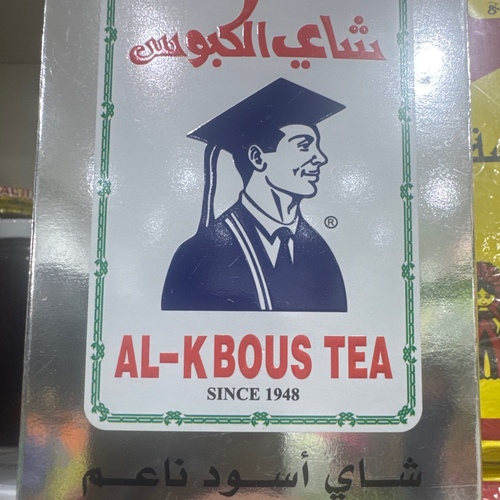 شاي الكبوس
®
AL-KBOUS TEA
SINCE 1948
شاي أسود ناعم